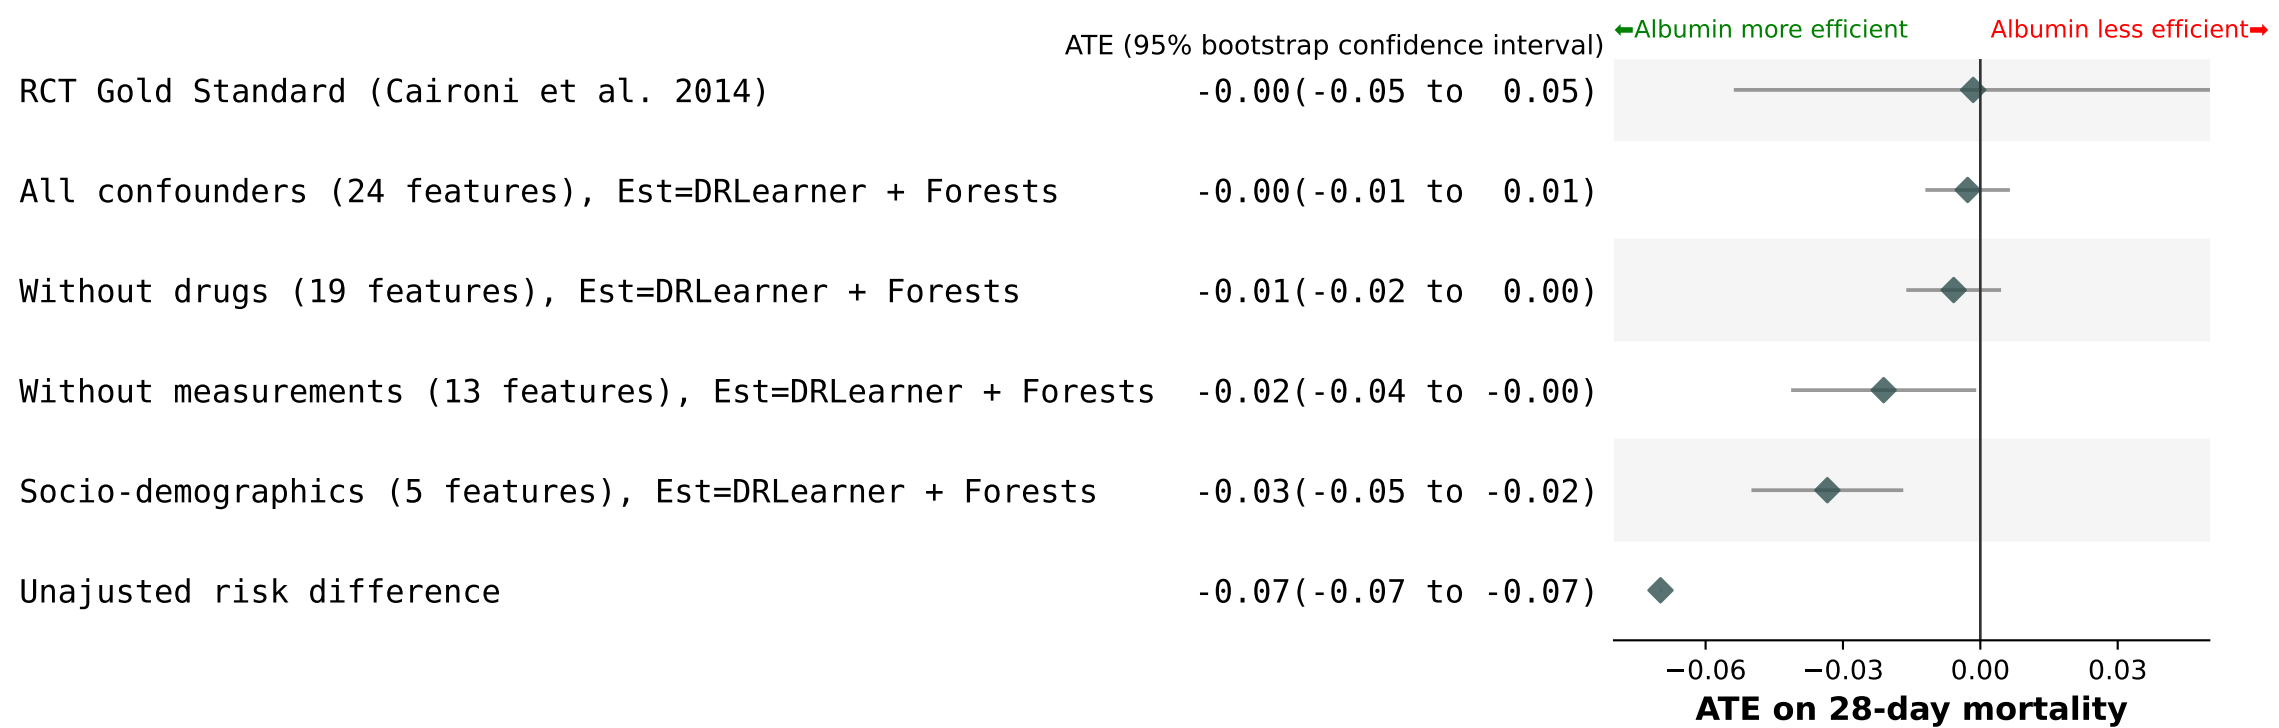 ⬅Albumin more efficient Albumin less efficient➡
ATE (95% bootstrap confidence interval)
RCT Gold Standard (Caironi et al. 2014) -0.00(-0.05 to  0.05)
All confounders (24 features), Est=DRLearner + Forests -0.00(-0.01 to  0.01)
Without drugs (19 features), Est=DRLearner + Forests -0.01(-0.02 to  0.00)
Without measurements (13 features), Est=DRLearner + Forests -0.02(-0.04 to -0.00)
Socio-demographics (5 features), Est=DRLearner + Forests -0.03(-0.05 to -0.02)
Unajusted risk difference -0.07(-0.07 to -0.07)
−0.06 −0.03 0.00 0.03
ATE on 28-day mortality